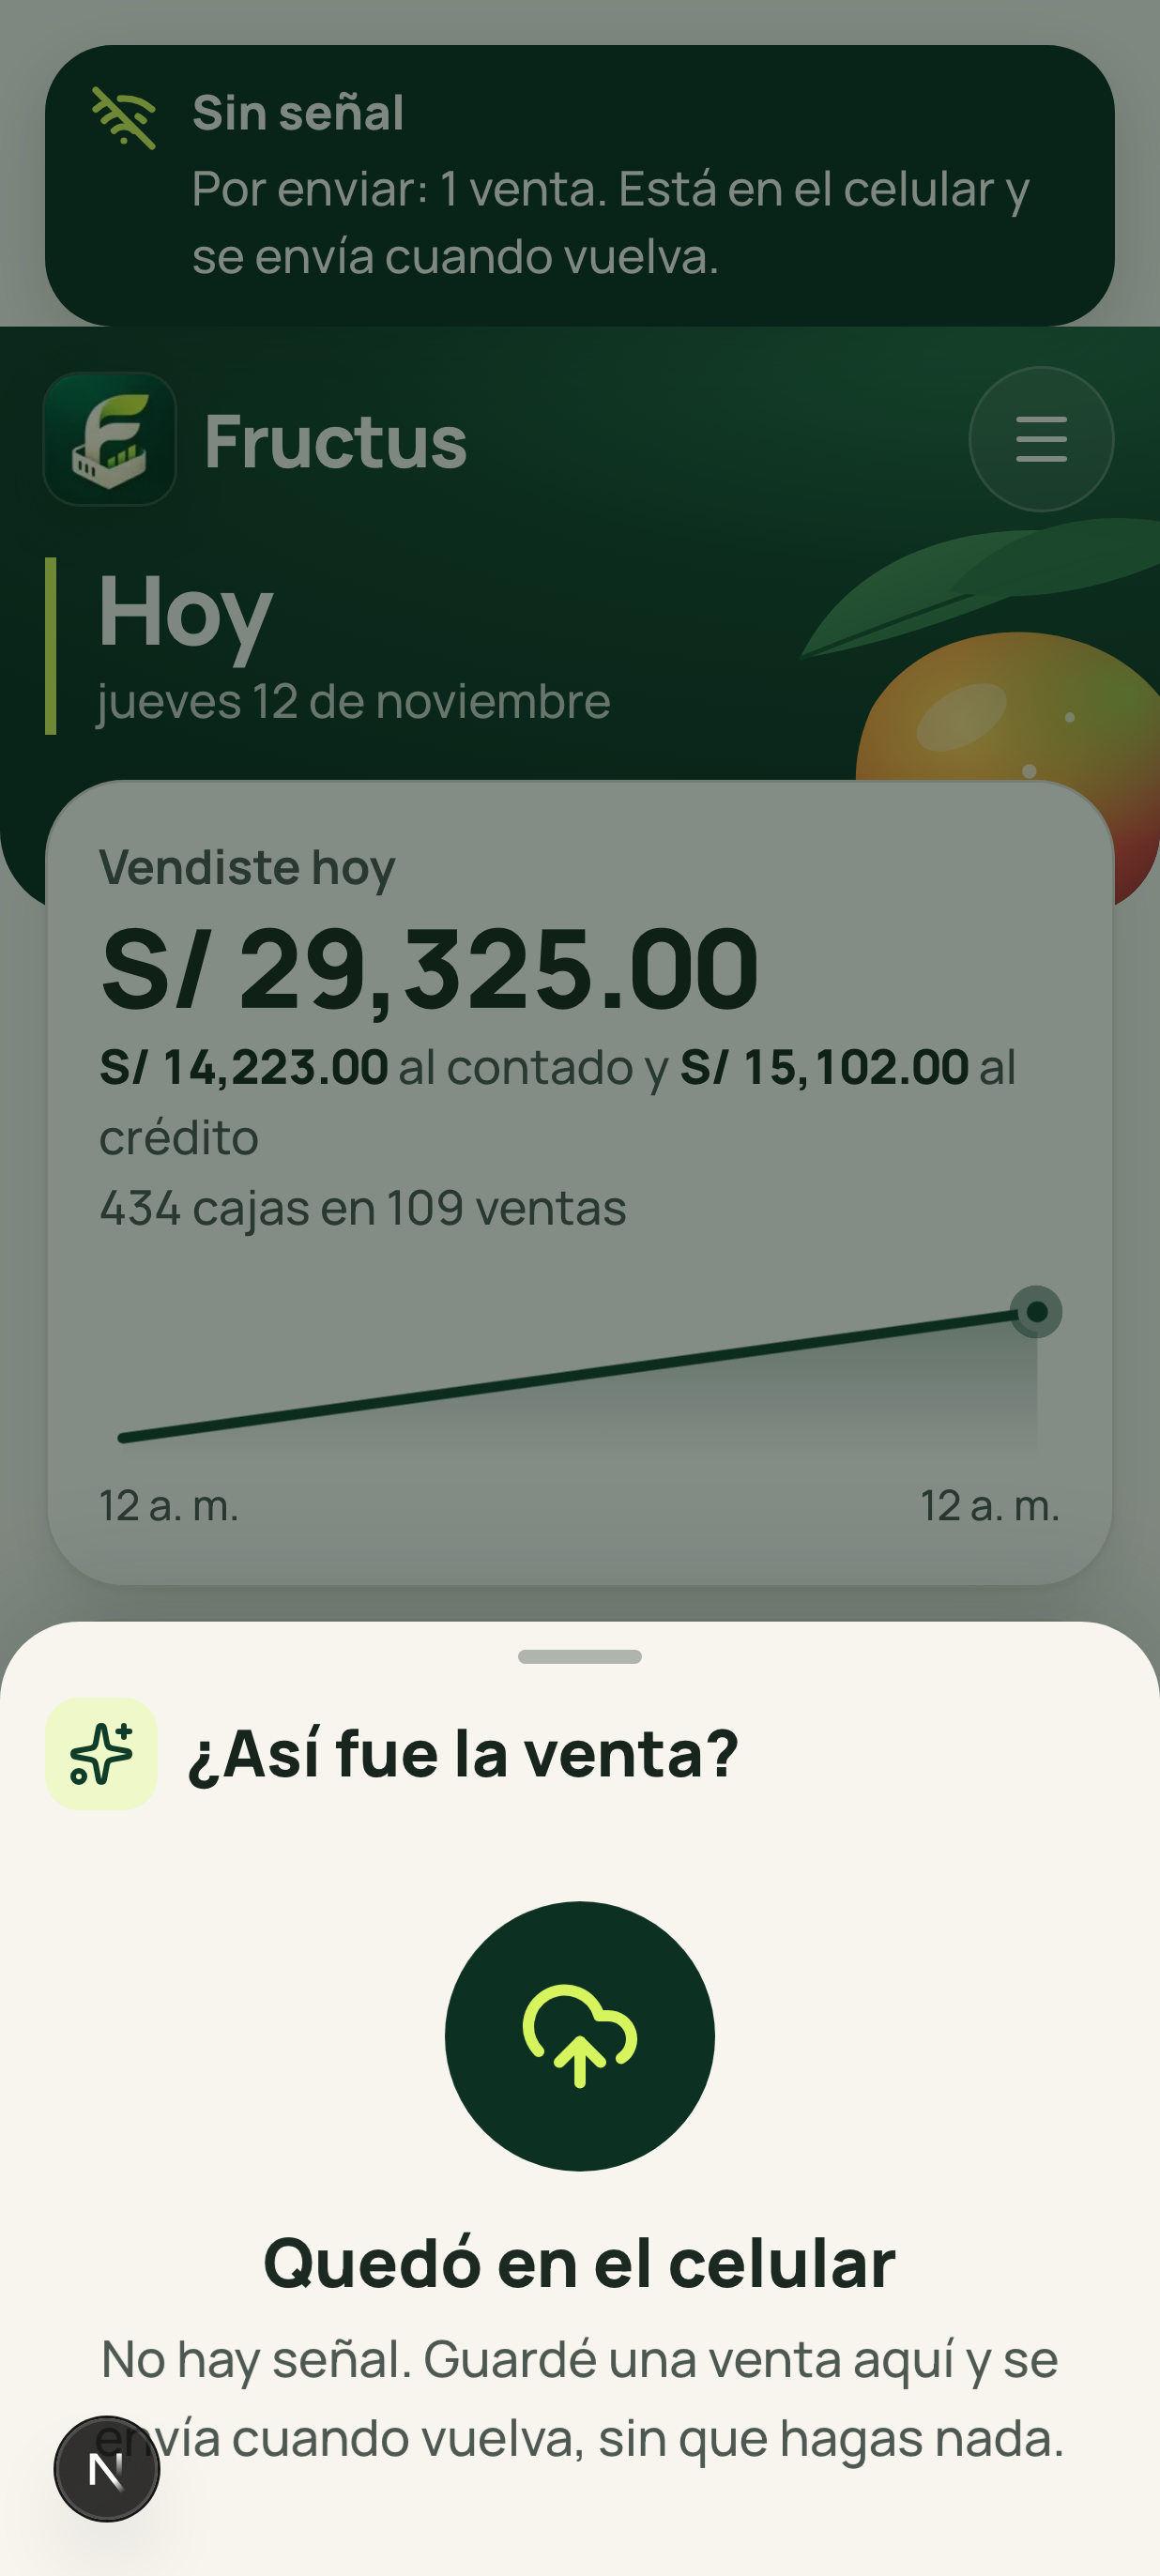 Sin señal
Por enviar: 1 venta. Está en el celular y
se envía cuando vuelva.
Fructus
Hoy
jueves 12 de noviembre
Vendiste hoy
S/ 29,325.00
S/ 14,223.00 al contado y S/ 15,102.00 al
crédito
434 cajas en 109 ventas
12 a. m. 12 a. m.
¿Así fue la venta?
Quedó en el celular
No hay señal. Guardé una venta aquí y se
envía cuando vuelva, sin que hagas nada.
N